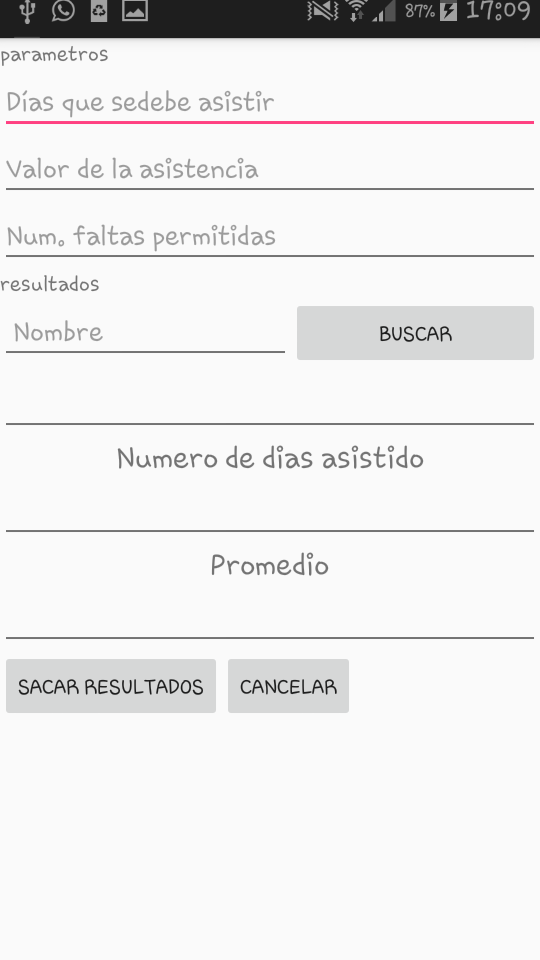 87% 17:09
parametros
Días que sedebe asistir
Valor de la asistencia
Num. faltas permitidas
resultados
Nombre BUSCAR
Numero de dias asistido
Promedio
SACAR RESULTADOS CANCELAR